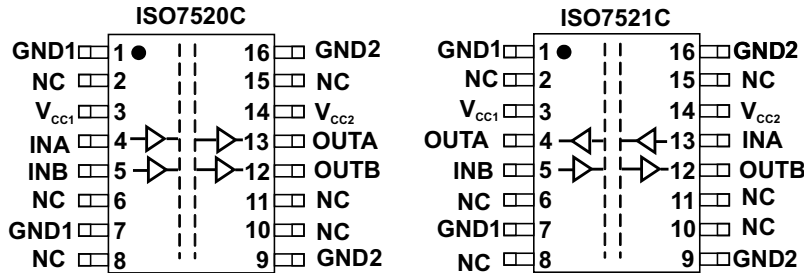 ISO7520C
GND1 1 16 GND2
NC 2 15 NC
VCC1 3 14 VCC2
INA 4 13 OUTA
INB 5 12 OUTB
NC 6 11 NC
GND1 7 10 NC
NC 8 9 GND2
ISO7521C
GND1 1 16 GND2
NC 2 15 NC
VCC1 3 14 VCC2
OUTA 4 13 INA
INB 5 12 OUTB
NC 6 11 NC
GND1 7 10 NC
NC 8 9 GND2